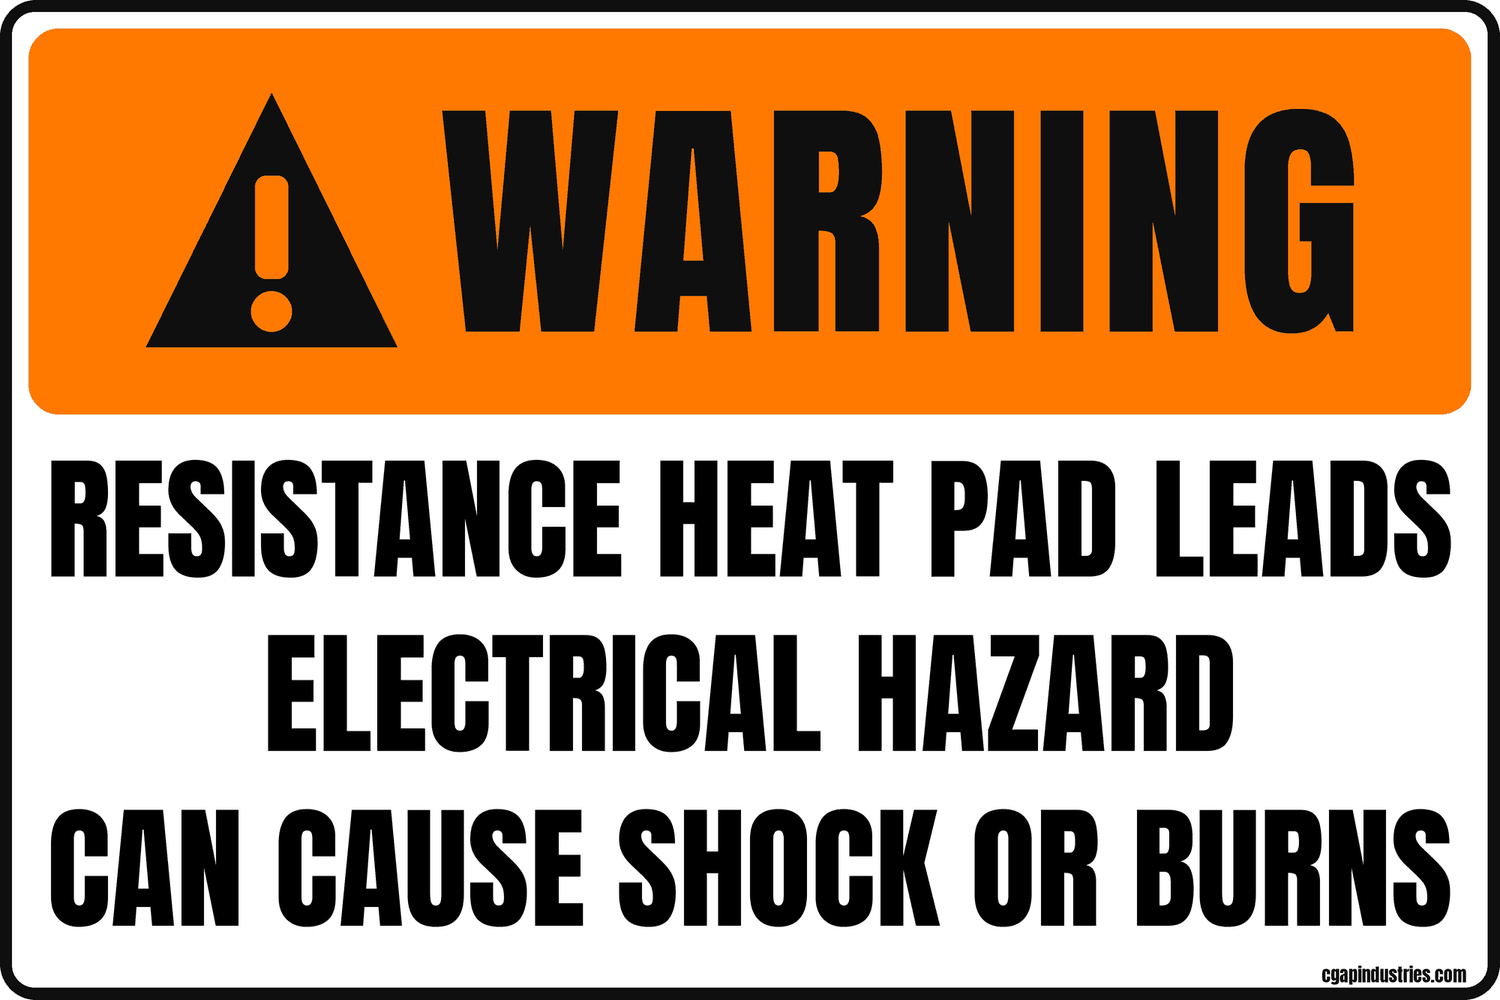 WARNING
RESISTANCE HEAT PAD LEADS
ELECTRICAL HAZARD
CAN CAUSE SHOCK OR BURNS
cgapindustries.com